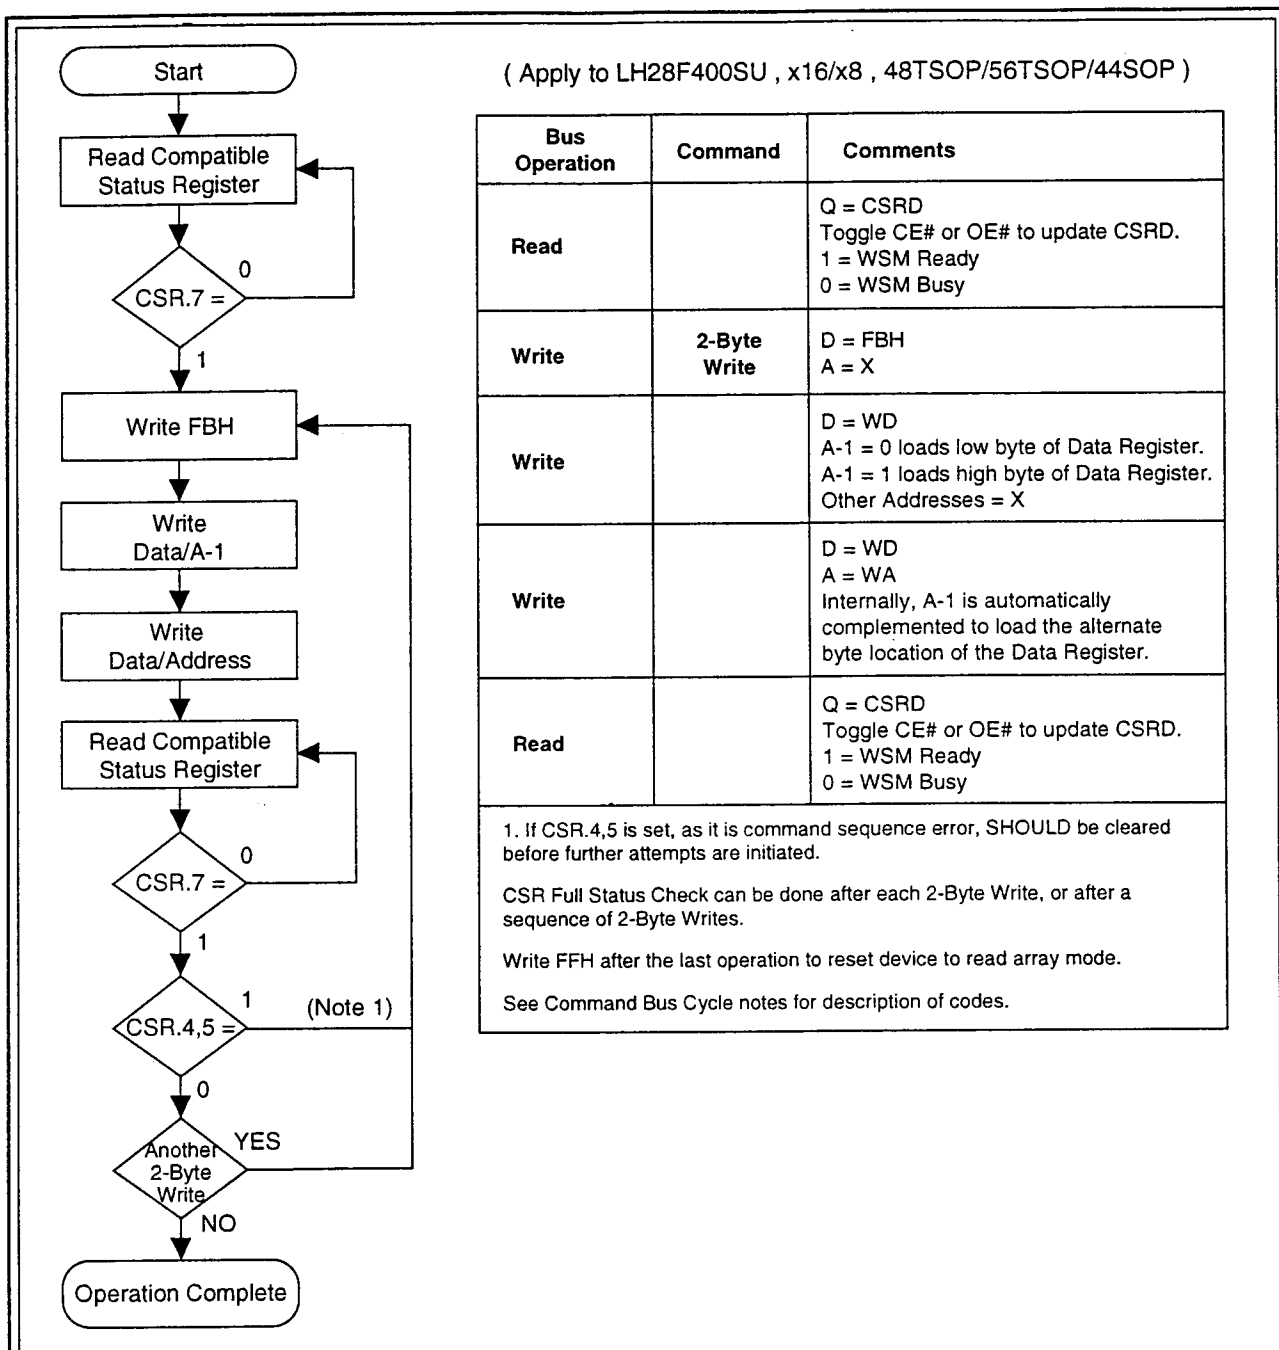 Start
Read Compatible
Status Register
0
CSR.7 =
1
Write FBH
Write
Data/A-1
Write
Data/Address
Read Compatible
Status Register
0
CSR.7 =
1
1
(Note 1)
CSR.4,5 =
0
YES
Another
2-Byte
Write
NO
Operation Complete
( Apply to LH28F400SU , x16/x8 , 48TSOP/56TSOP/44SOP )
Bus
Operation
Command
Comments
Read
Q = CSRD
Toggle CE# or OE# to update CSRD.
1 = WSM Ready
0 = WSM Busy
Write
2-Byte
Write
D = FBH
A = X
Write
D = WD
A-1 = 0 loads low byte of Data Register.
A-1 = 1 loads high byte of Data Register.
Other Addresses = X
Write
D = WD
A = WA
Internally, A-1 is automatically
complemented to load the alternate
byte location of the Data Register.
Read
Q = CSRD
Toggle CE# or OE# to update CSRD.
1 = WSM Ready
0 = WSM Busy
1. If CSR.4,5 is set, as it is command sequence error, SHOULD be cleared
before further attempts are initiated.
CSR Full Status Check can be done after each 2-Byte Write, or after a
sequence of 2-Byte Writes.
Write FFH after the last operation to reset device to read array mode.
See Command Bus Cycle notes for description of codes.